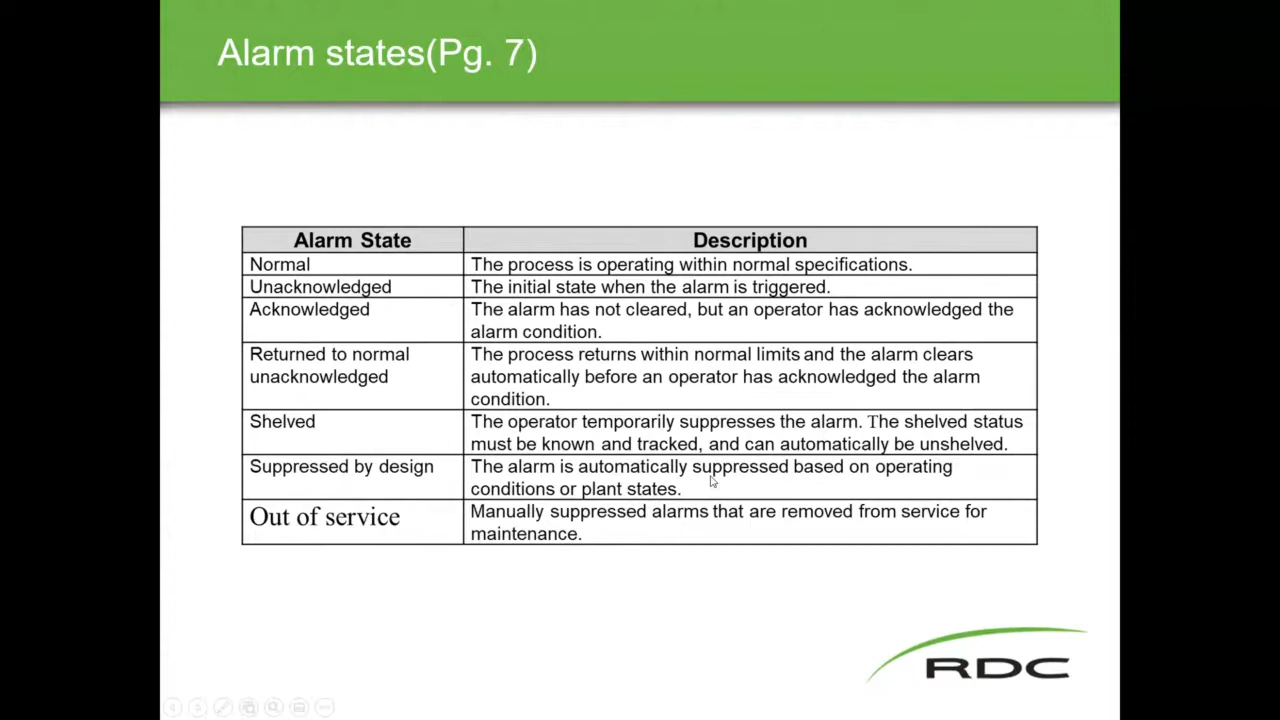 Alarm states(Pg. 7)
Alarm State
Description
Normal
The process is operating within normal specifications.
Unacknowledged
The initial state when the alarm is triggered.
Acknowledged
The alarm has not cleared, but an operator has acknowledged the
alarm condition.
Returned to normal
unacknowledged
The process returns within normal limits and the alarm clears
automatically before an operator has acknowledged the alarm
condition.
Shelved
The operator temporarily suppresses the alarm. The shelved status
must be known and tracked, and can automatically be unshelved.
Suppressed by design
The alarm is automatically suppressed based on operating
conditions or plant states.
Out of service
Manually suppressed alarms that are removed from service for
maintenance.
RDC